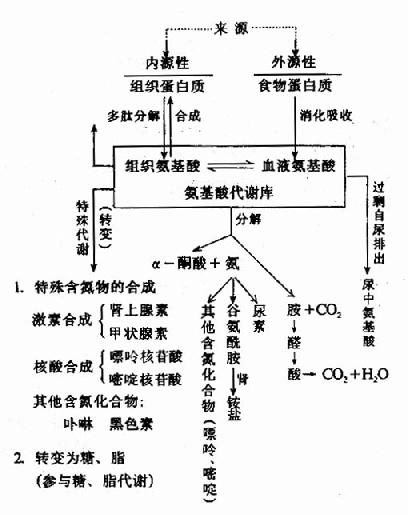 来源
内源性
组织蛋白质
外源性
食物蛋白质
多肽分解
合成
消化吸收
组织氨基酸
血液氨基酸
氨基酸代谢库
特殊代谢
(转变)
分解
过剩自尿排出
尿中氨基酸
α-酮酸+氨
其他含氮化合物(嘌呤、嘧啶)
谷氨酰胺
肾
铵盐
尿素
胺+CO2
醛
酸
CO2+H2O
1. 特殊含氮物的合成
激素合成
肾上腺素
甲状腺素
核酸合成
嘌呤核苷酸
嘧啶核苷酸
其他含氮化合物:
卟啉 黑色素
2. 转变为糖、脂
(参与糖、脂代谢)